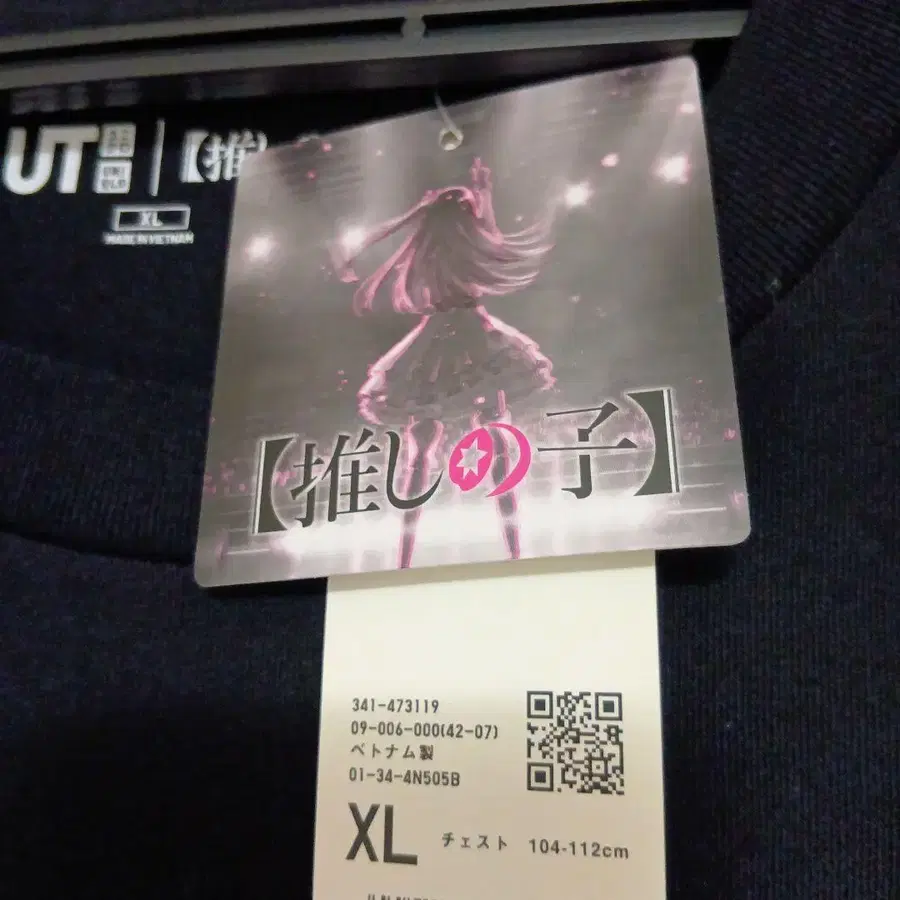 UT UNI QLO 【推し
XL
MADE IN VIETNAM
【推しの子】
341-473119
09-006-000(42-07)
ベトナム製
01-34-4N505B
XL チェスト 104-112cm